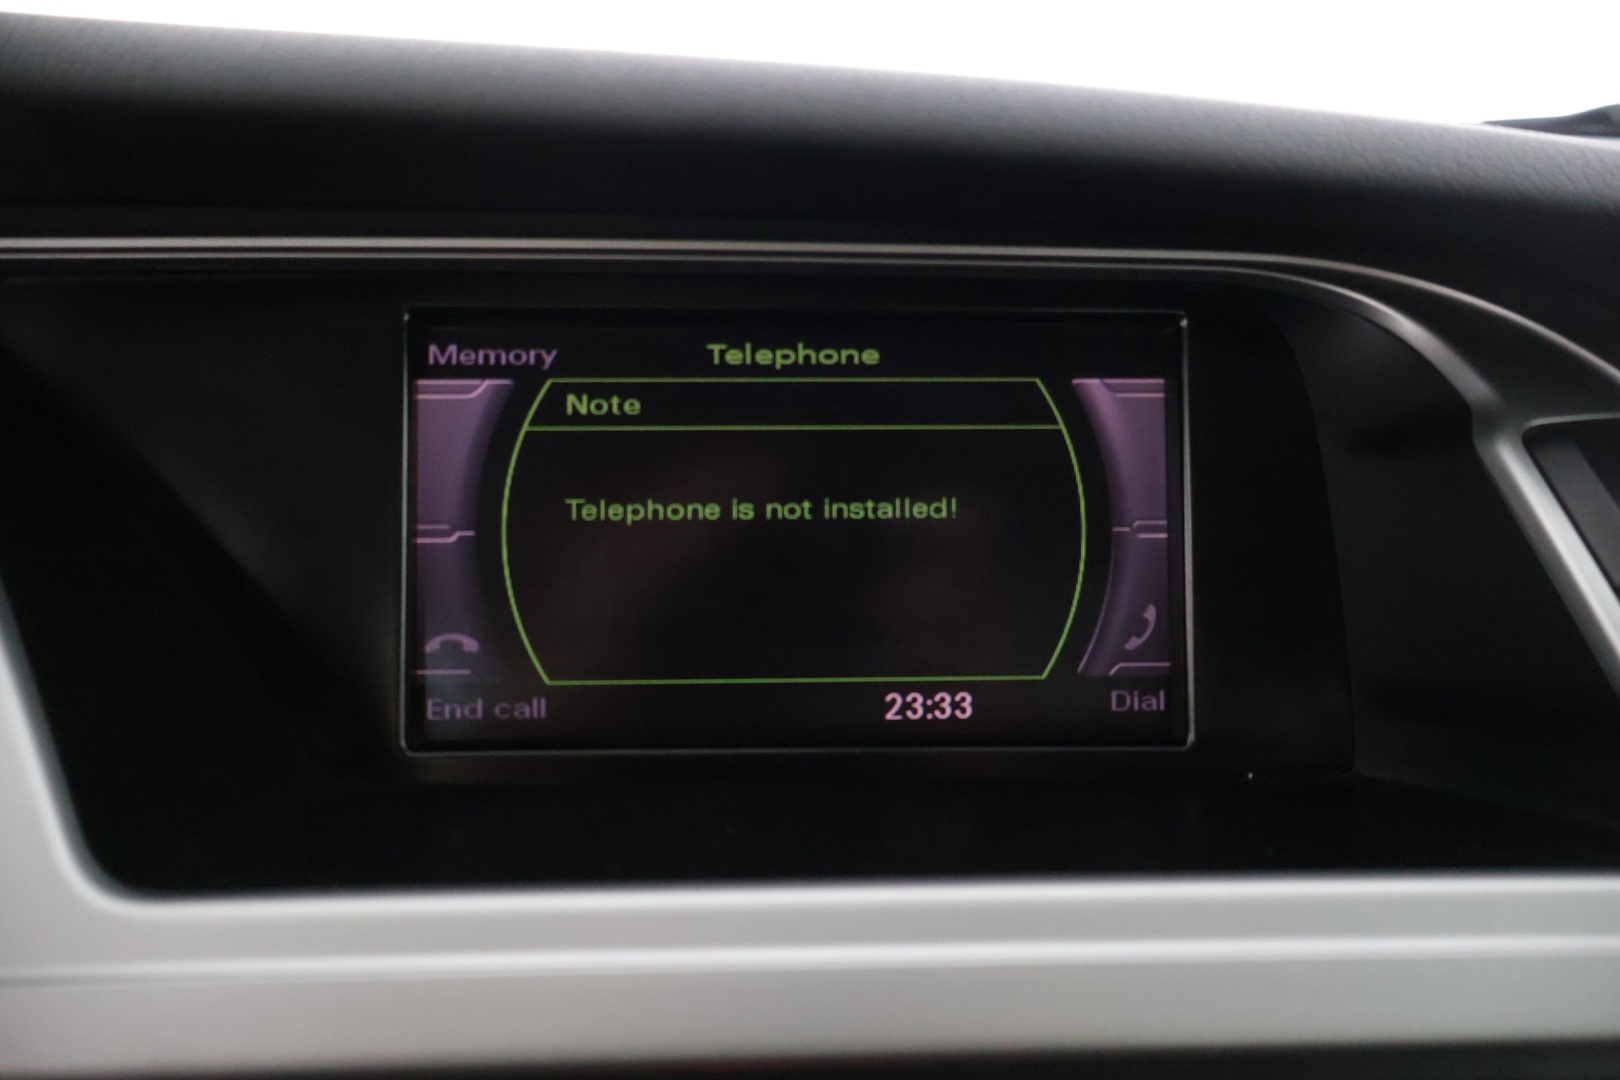 Memory
Telephone
Note
Telephone is not installed!
End call
23:33
Dial